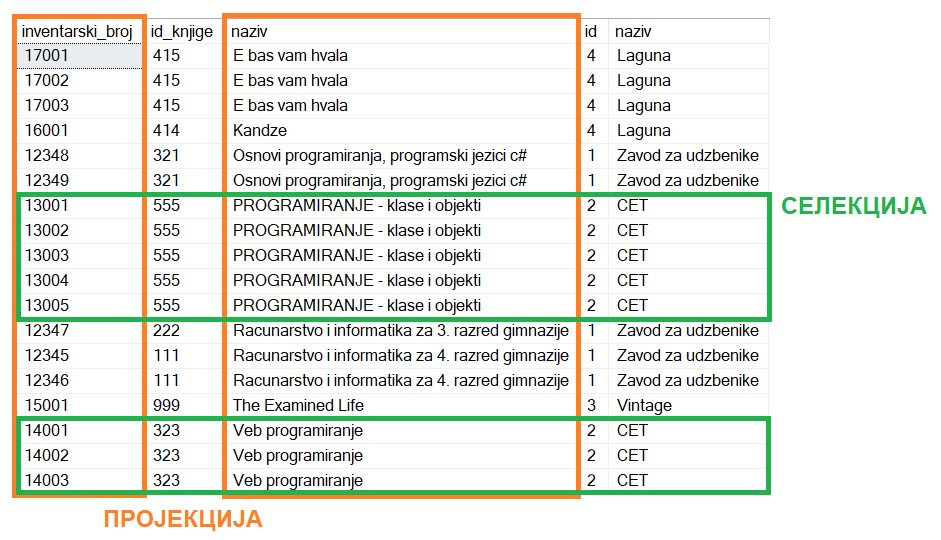 inventarski_broj id_knjige naziv id naziv
17001 415 E bas vam hvala 4 Laguna
17002 415 E bas vam hvala 4 Laguna
17003 415 E bas vam hvala 4 Laguna
16001 414 Kandze 4 Laguna
12348 321 Osnovi programiranja, programski jezici c# 1 Zavod za udzbenike
12349 321 Osnovi programiranja, programski jezici c# 1 Zavod za udzbenike
13001 555 PROGRAMIRANJE - klase i objekti 2 CET СЕЛЕКЦИЈА
13002 555 PROGRAMIRANJE - klase i objekti 2 CET
13003 555 PROGRAMIRANJE - klase i objekti 2 CET
13004 555 PROGRAMIRANJE - klase i objekti 2 CET
13005 555 PROGRAMIRANJE - klase i objekti 2 CET
12347 222 Racunarstvo i informatika za 3. razred gimnazije 1 Zavod za udzbenike
12345 111 Racunarstvo i informatika za 4. razred gimnazije 1 Zavod za udzbenike
12346 111 Racunarstvo i informatika za 4. razred gimnazije 1 Zavod za udzbenike
15001 999 The Examined Life 3 Vintage
14001 323 Veb programiranje 2 CET
14002 323 Veb programiranje 2 CET
14003 323 Veb programiranje 2 CET
ПРОЈЕКЦИЈА